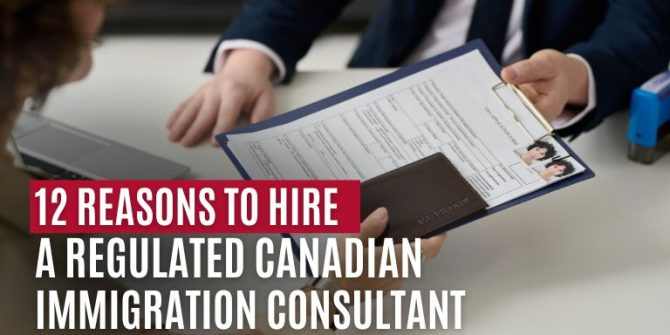 12 REASONS TO HIRE
A REGULATED CANADIAN
IMMIGRATION CONSULTANT